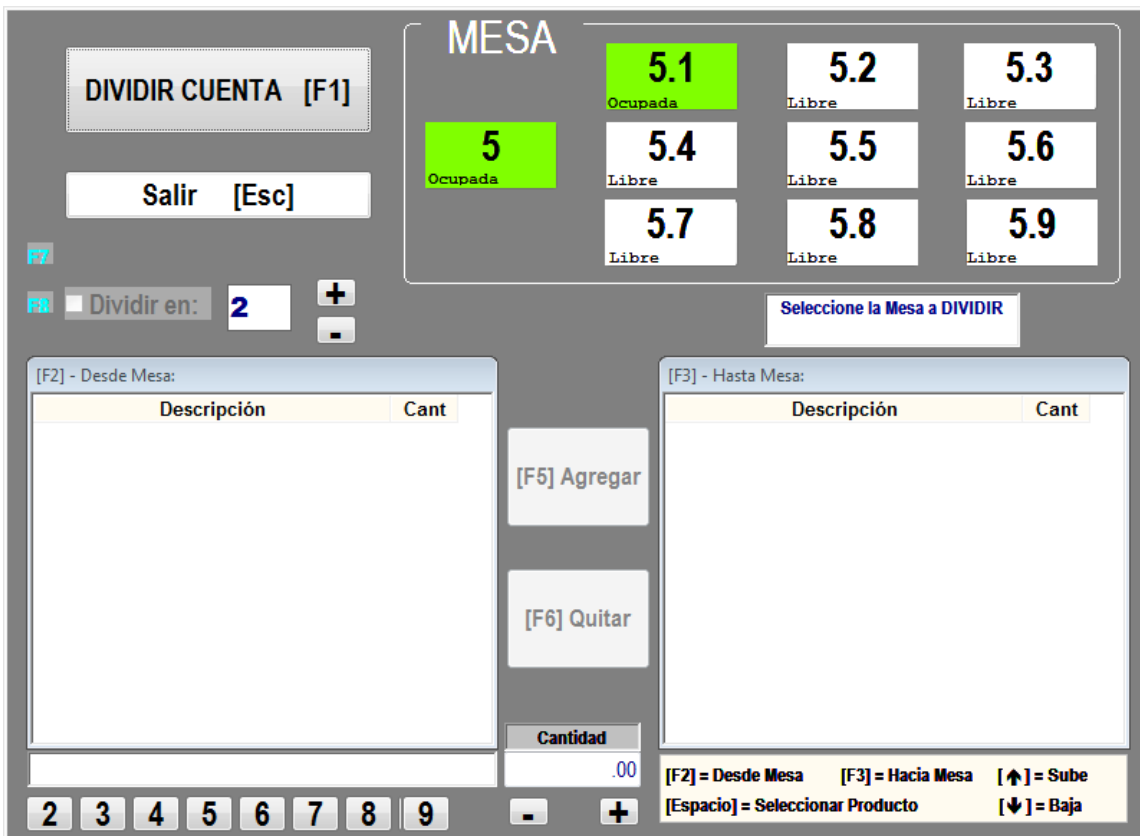 MESA
DIVIDIR CUENTA [F1]
Salir [Esc]
5
Ocupada
5.1
Ocupada
5.2
Libre
5.3
Libre
5.4
Libre
5.5
Libre
5.6
Libre
5.7
Libre
5.8
Libre
5.9
Libre
F7
F8 Dividir en: 2 + -
Seleccione la Mesa a DIVIDIR
[F2] - Desde Mesa:
Descripción Cant
[F5] Agregar
[F6] Quitar
Cantidad
.00
- +
[F3] - Hasta Mesa:
Descripción Cant
2 3 4 5 6 7 8 9
[F2] = Desde Mesa [F3] = Hacia Mesa [↑] = Sube
[Espacio] = Seleccionar Producto [↓] = Baja